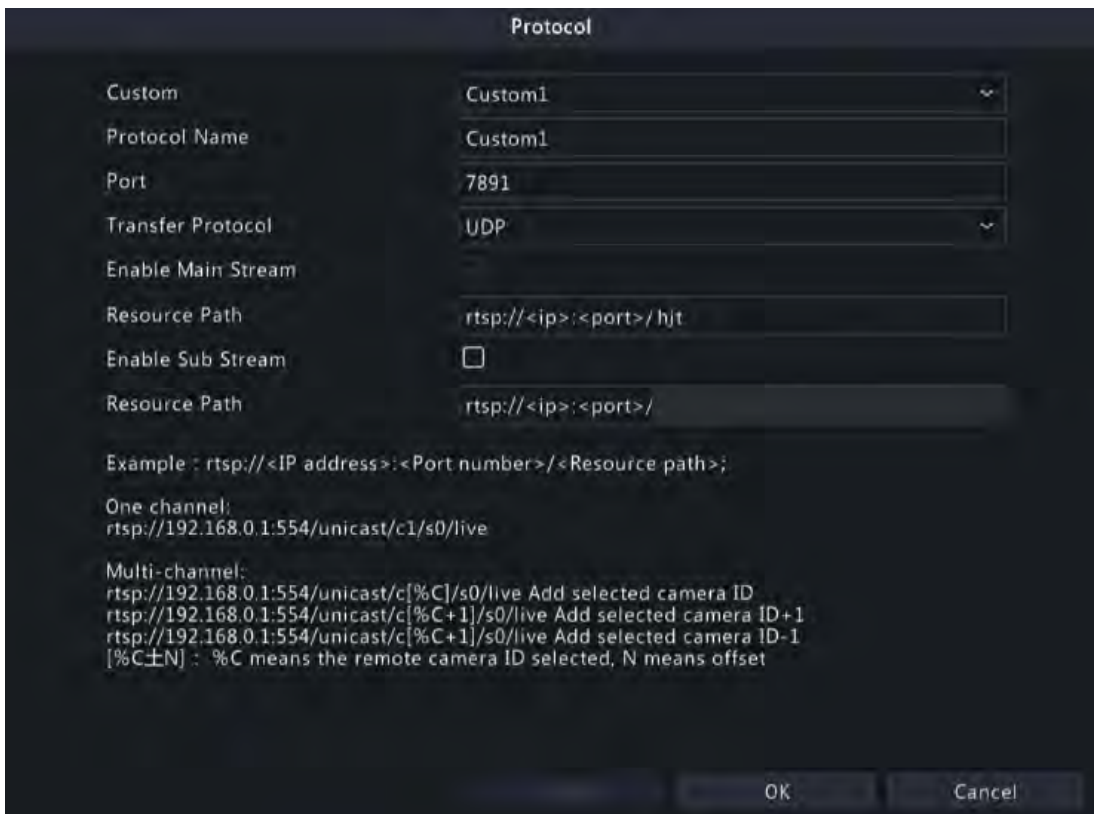 Protocol
Custom Custom1
Protocol Name Custom1
Port 7891
Transfer Protocol UDP
Enable Main Stream
Resource Path rtsp://<ip>:<port>/ hjt
Enable Sub Stream
Resource Path rtsp://<ip>:<port>/
Example : rtsp://<IP address>:<Port number>/<Resource path>;
One channel:
rtsp://192.168.0.1:554/unicast/c1/s0/live
Multi-channel:
rtsp://192.168.0.1:554/unicast/c[%C]/s0/live Add selected camera ID
rtsp://192.168.0.1:554/unicast/c[%C+1]/s0/live Add selected camera ID+1
rtsp://192.168.0.1:554/unicast/c[%C+1]/s0/live Add selected camera ID-1
[%C土N] : %C means the remote camera ID selected, N means offset
OK Cancel